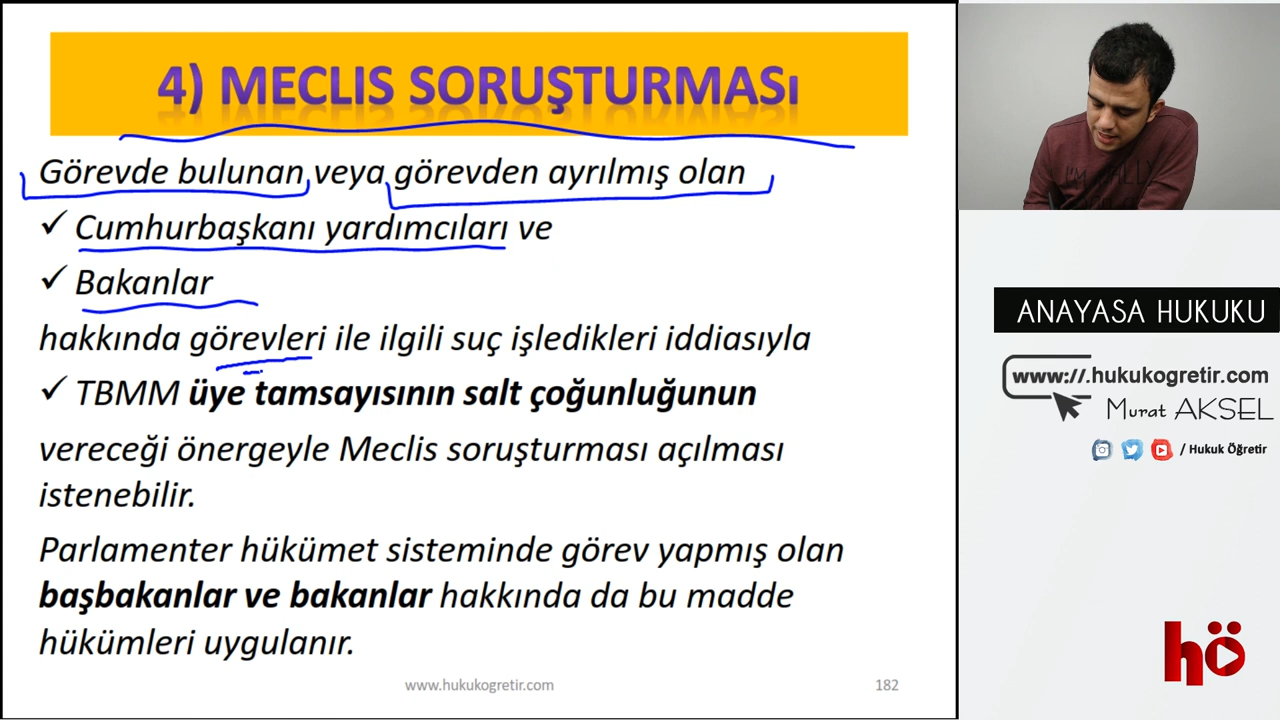 4) MECLIS SORUŞTURMASı
Görevde bulunan veya görevden ayrılmış olan
✓ Cumhurbaşkanı yardımcıları ve
✓ Bakanlar
hakkında görevleri ile ilgili suç işledikleri iddiasıyla
✓ TBMM üye tamsayısının salt çoğunluğunun
vereceği önergeyle Meclis soruşturması açılması
istenebilir.
Parlamenter hükümet sisteminde görev yapmış olan
başbakanlar ve bakanlar hakkında da bu madde
hükümleri uygulanır.
www.hukukogretir.com
182
ANAYASA HUKUKU
www://.hukukogretir.com
Murat AKSEL
/ Hukuk Öğretir
hö